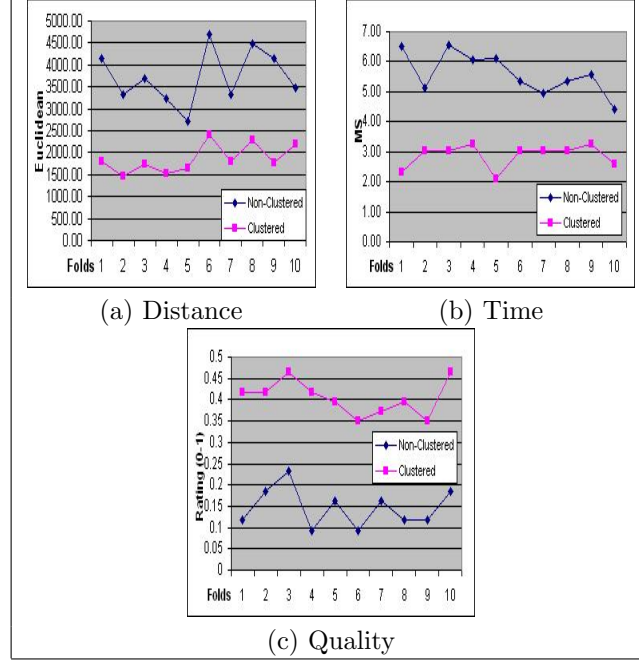 5000.00
4500.00
4000.00
3500.00
3000.00
2500.00
2000.00
1500.00
1000.00
500.00
0.00
Euclidean
Non-Clustered
Clustered
Folds 1 2 3 4 5 6 7 8 9 10
(a) Distance
7.00
6.00
5.00
4.00
3.00
2.00
1.00
0.00
MS
Non-Clustered
Clustered
Folds 1 2 3 4 5 6 7 8 9 10
(b) Time
0.5
0.45
0.4
0.35
0.3
0.25
0.2
0.15
0.1
0.05
0
Rating (0-1)
Non-Clustered
Clustered
Folds 1 2 3 4 5 6 7 8 9 10
(c) Quality